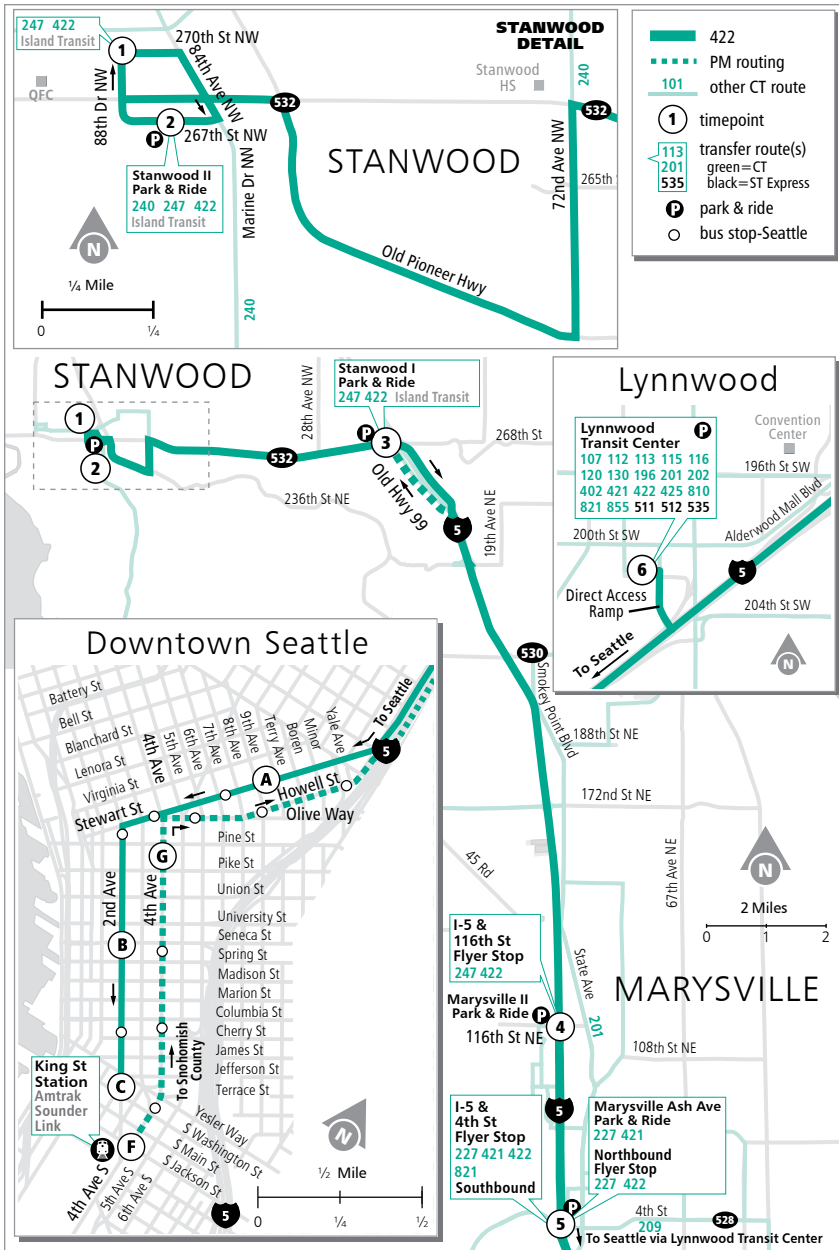 247 422
Island Transit
1
270th St NW
84th Ave NW
88th Dr NW
QFC
2
P
267th St NW
532
Stanwood II
Park & Ride
240 247 422
Island Transit
Marine Dr NW
240
N
¼ Mile
0
¼
STANWOOD
DETAIL
Stanwood
HS
240
532
STANWOOD
72nd Ave NW
265th S
Old Pioneer Hwy
422
PM routing
101
other CT route
1
timepoint
113
201
535
transfer route(s)
green=CT
black=ST Express
P
park & ride
bus stop-Seattle
STANWOOD
1
P
2
532
28th Ave NW
Stanwood I
Park & Ride
247 422 Island Transit
P
3
268th St
236th St NE
Old Hwy 99
5
19th Ave NE
530
Smokey Point Blvd
188th St NE
172nd St NE
45 Rd
67th Ave NE
N
2 Miles
0
1
2
I-5 &
116th St
Flyer Stop
247 422
State Ave
201
MARYSVILLE
Marysville II
Park & Ride
P
4
116th St NE
108th St NE
5
I-5 &
4th St
Flyer Stop
227 421 422
821
Southbound
Marysville Ash Ave
Park & Ride
227 421
Northbound
Flyer Stop
227 422
P
5
4th St
209
528
To Seattle via Lynnwood Transit Center
Lynnwood
Lynnwood
Transit Center
P
107 112 113 115 116
120 130 196 201 202
402 421 422 425 810
821 855 511 512 535
Convention
Center
196th St SW
Alderwood Mall Blvd
200th St SW
6
5
Direct Access
Ramp
204th St SW
To Seattle
N
Downtown Seattle
Battery St
Bell St
Blanchard St
Lenora St
Virginia St
Stewart St
4th Ave
5th Ave
6th Ave
7th Ave
8th Ave
9th Ave
Terry Ave
Boren
Minor
Yale Ave
To Seattle
5
A
Howell St
Olive Way
G
Pine St
Pike St
Union St
University St
Seneca St
Spring St
Madison St
Marion St
Columbia St
Cherry St
James St
Jefferson St
Terrace St
2nd Ave
4th Ave
B
To Snohomish
County
C
King St
Station
Amtrak
Sounder
Link
F
Yesler Way
S Washington St
S Main St
S Jackson St
4th Ave S
5th Ave S
6th Ave S
5
N
½ Mile
0
¼
½